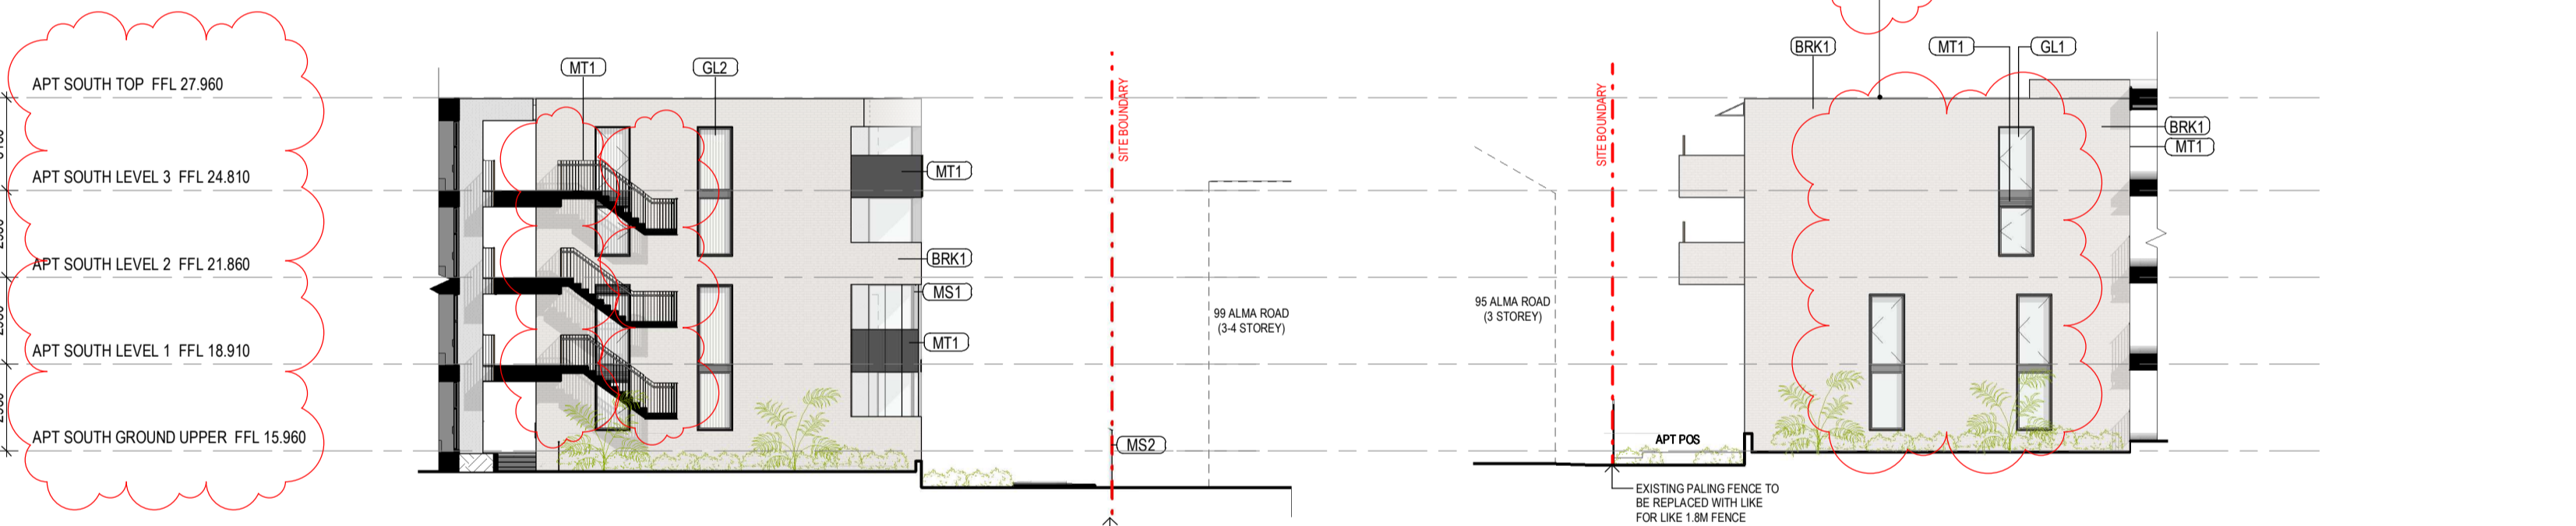 APT SOUTH TOP FFL 27.960
APT SOUTH LEVEL 3 FFL 24.810
APT SOUTH LEVEL 2 FFL 21.860
APT SOUTH LEVEL 1 FFL 18.910
APT SOUTH GROUND UPPER FFL 15.960
MT1
GL2
MT1
BRK1
MS1
MT1
MS2
SITE BOUNDARY
99 ALMA ROAD
(3-4 STOREY)
95 ALMA ROAD
(3 STOREY)
SITE BOUNDARY
BRK1
MT1
GL1
BRK1
MT1
APT POS
EXISTING PALING FENCE TO
BE REPLACED WITH LIKE
FOR LIKE 1.8M FENCE